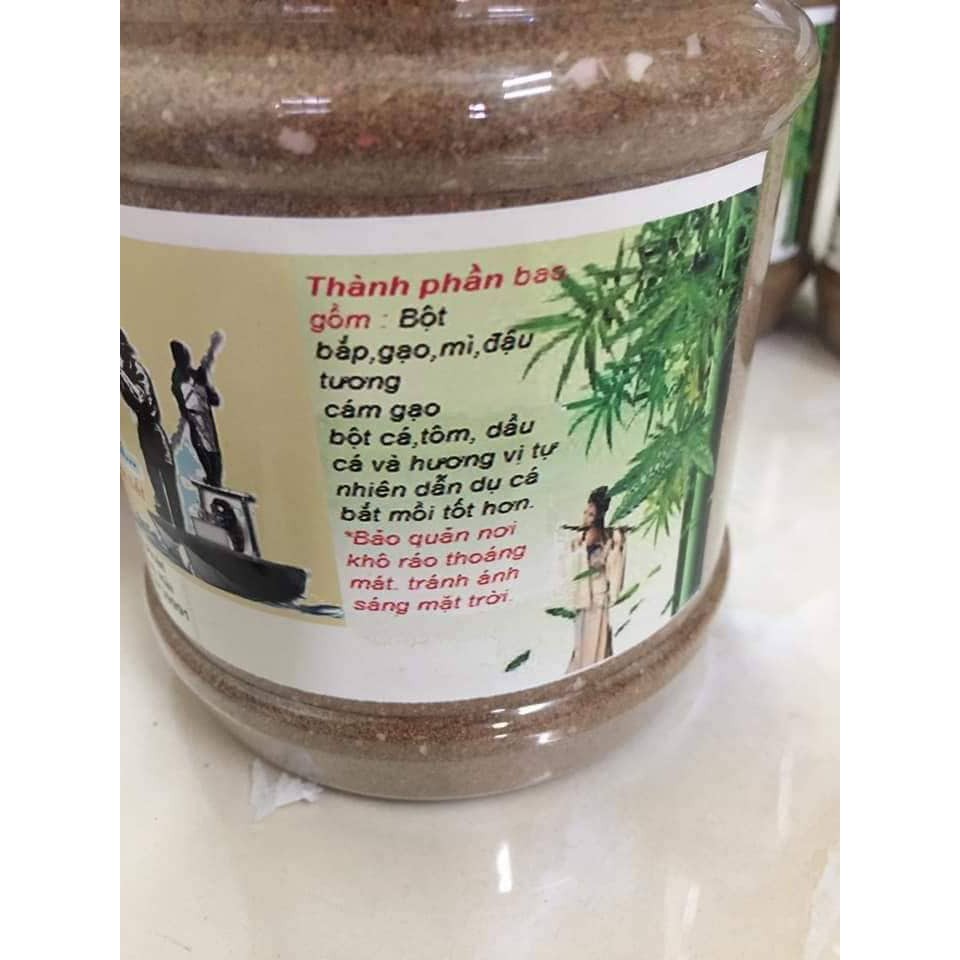 Thành phần bao
gồm : Bột
bắp,gạo,mì,đậu
tương
cám gạo
bột cá,tôm, dầu
cá và hương vị tự
nhiên dẫn dụ cá
bắt mồi tốt hơn.
*Bảo quản nơi
khô ráo thoáng
mát. tránh ánh
sáng mặt trời.